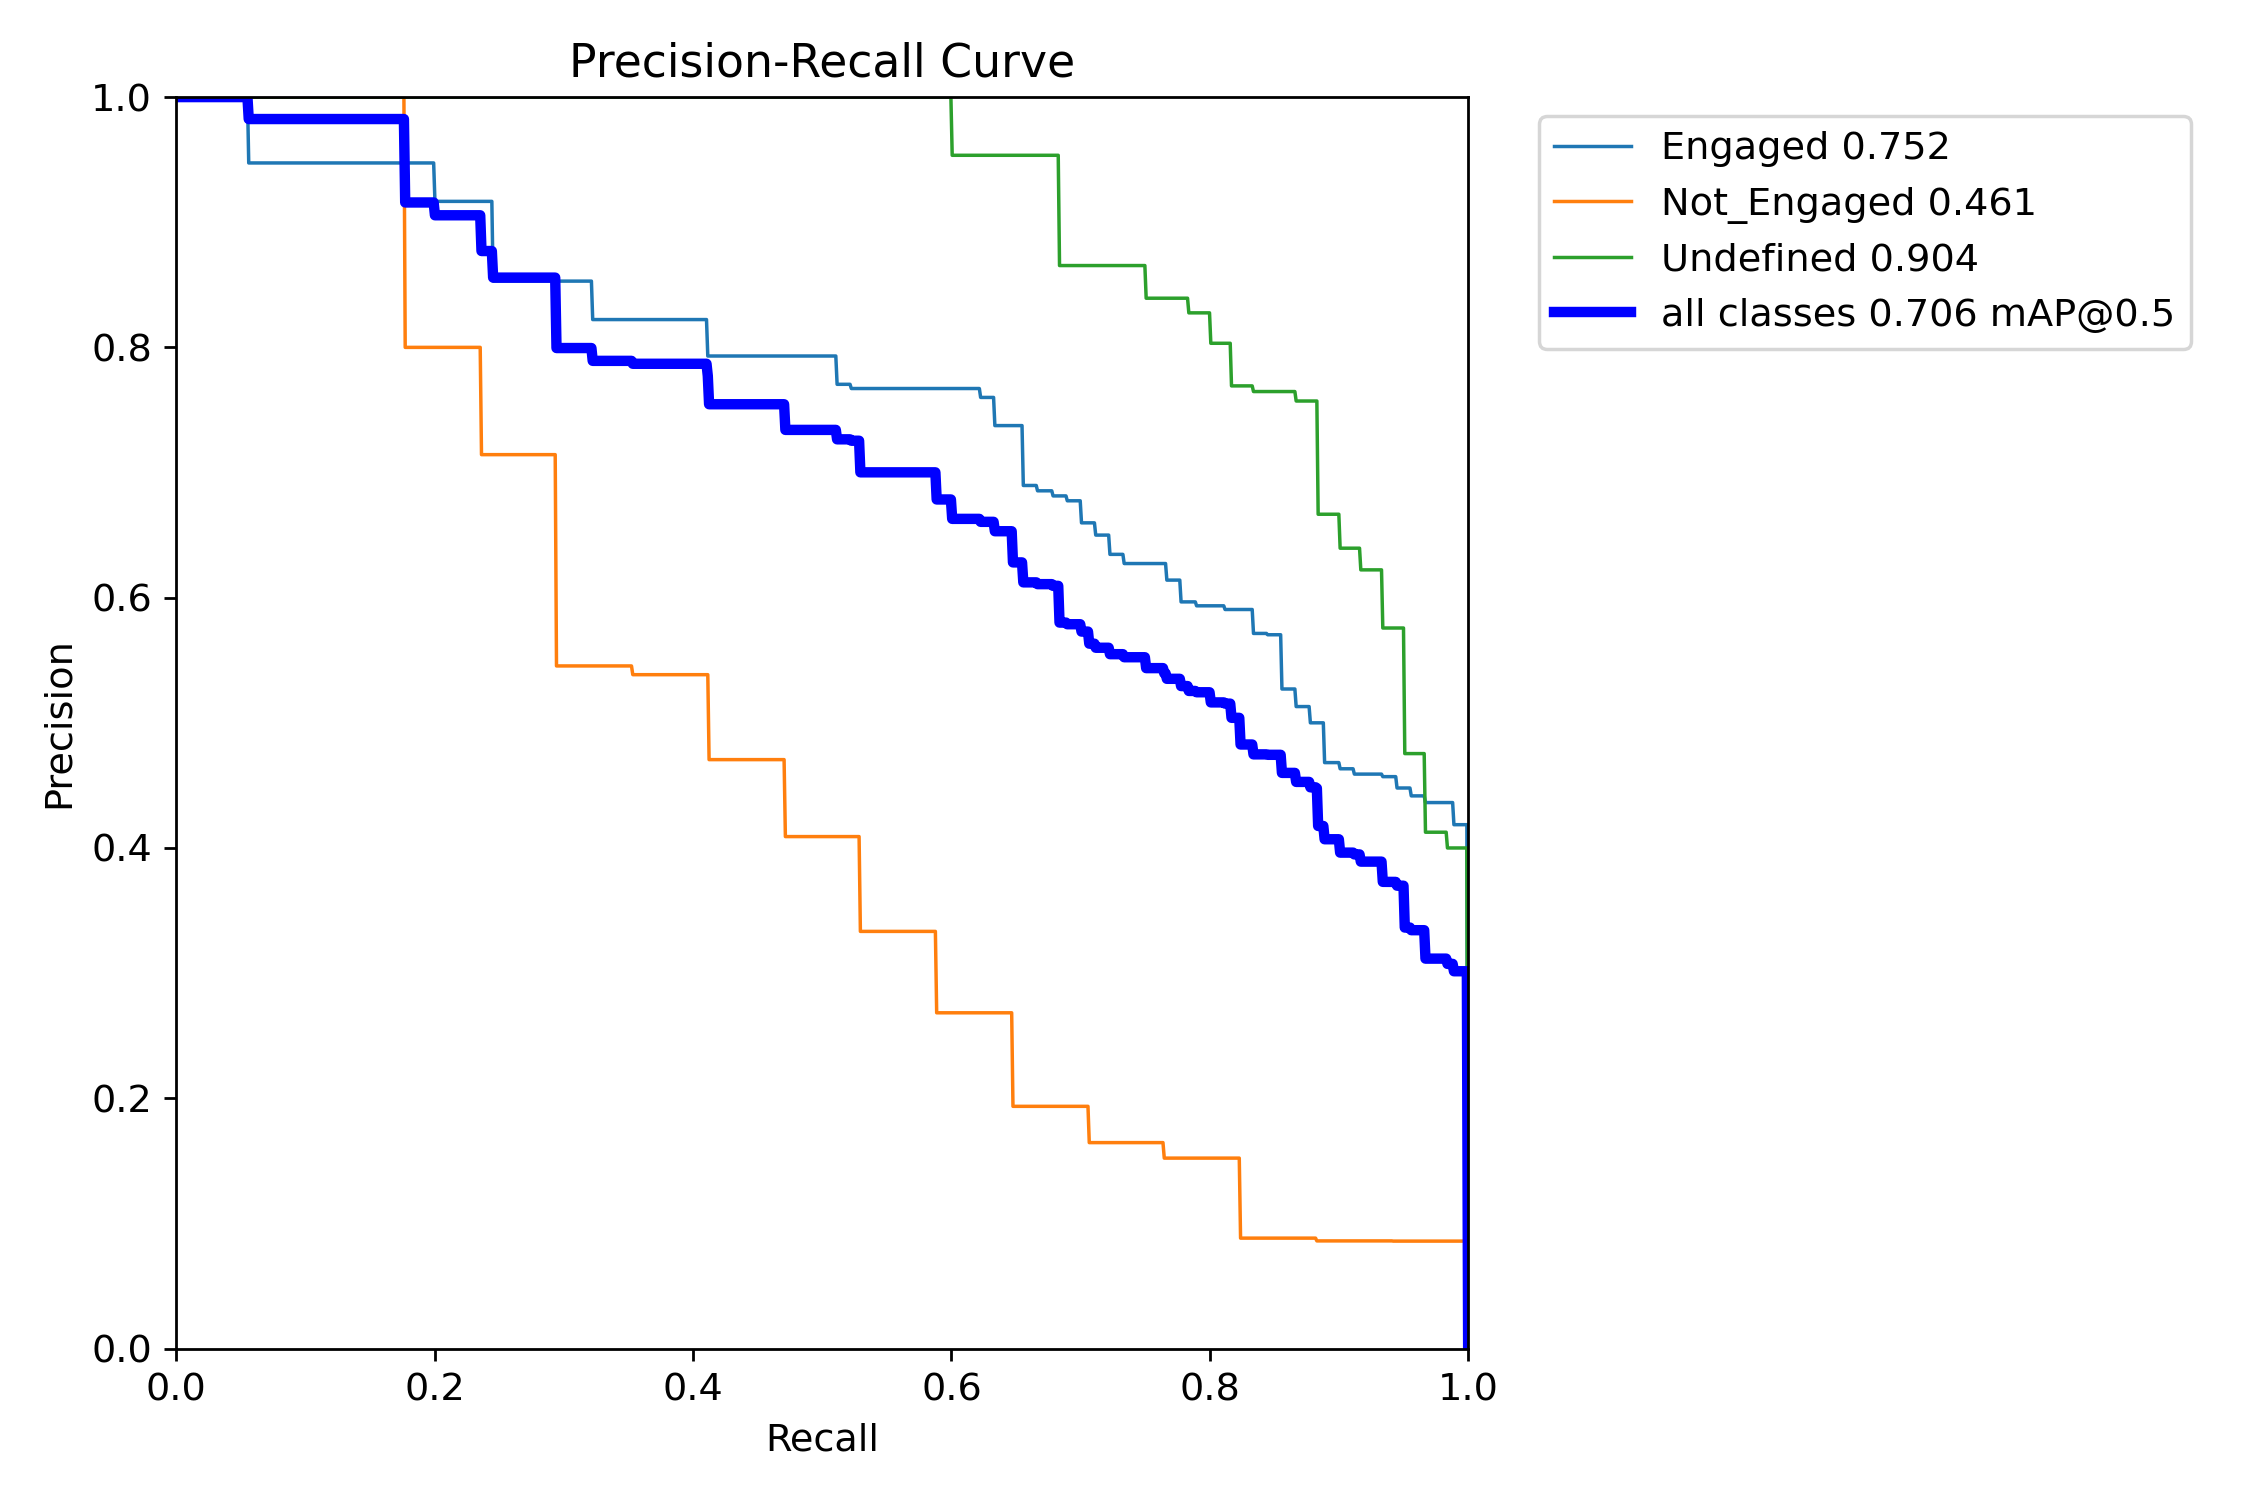 Precision-Recall Curve
1.0
0.8
0.6
0.4
0.2
0.0
Precision
0.0 0.2 0.4 0.6 0.8 1.0
Recall
Engaged 0.752
Not_Engaged 0.461
Undefined 0.904
all classes 0.706 mAP@0.5